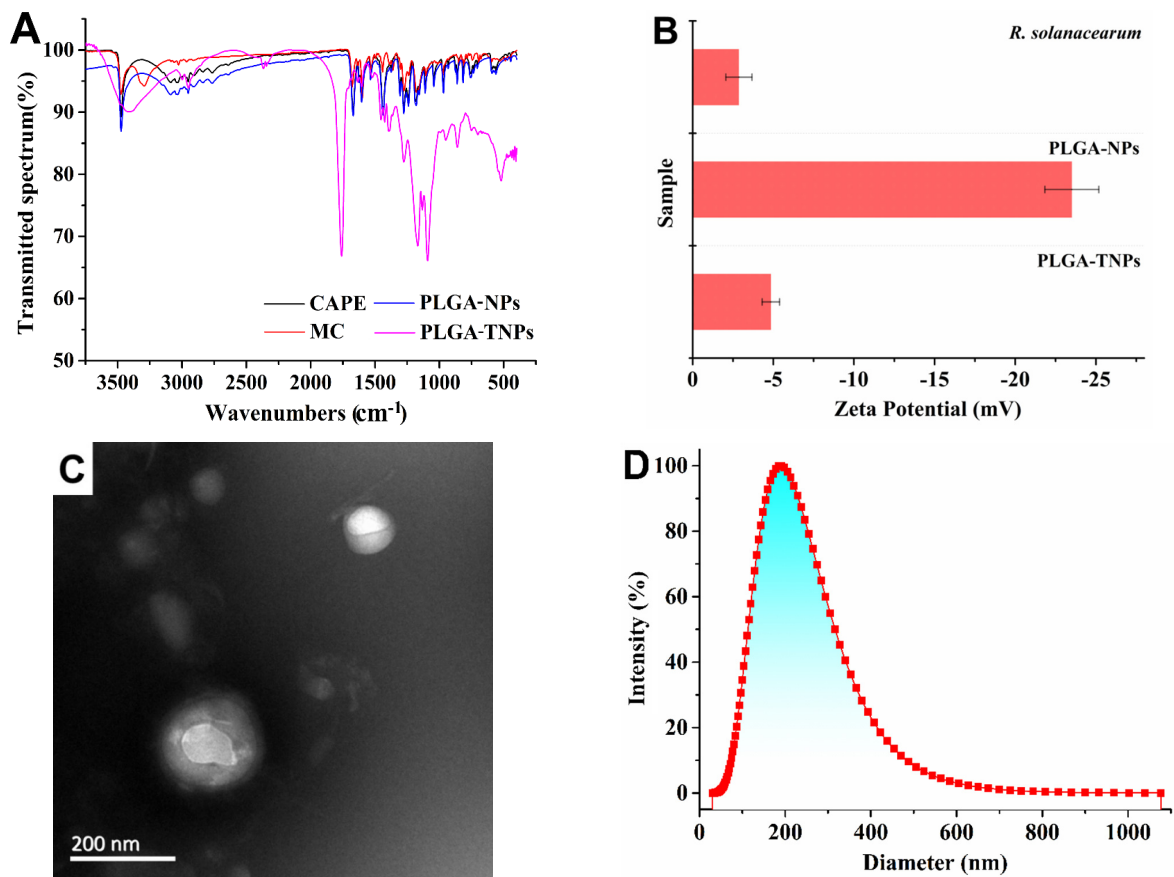 A
Transmitted spectrum(%)
100
90
80
70
60
50
CAPE
PLGA-NPs
MC
PLGA-TNPs
3500 3000 2500 2000 1500 1000 500
Wavenumbers (cm-1)
B
Sample
R. solanacearum
PLGA-NPs
PLGA-TNPs
0 -5 -10 -15 -20 -25
Zeta Potential (mV)
C
200 nm
D
Intensity (%)
100
80
60
40
20
0
0 200 400 600 800 1000
Diameter (nm)